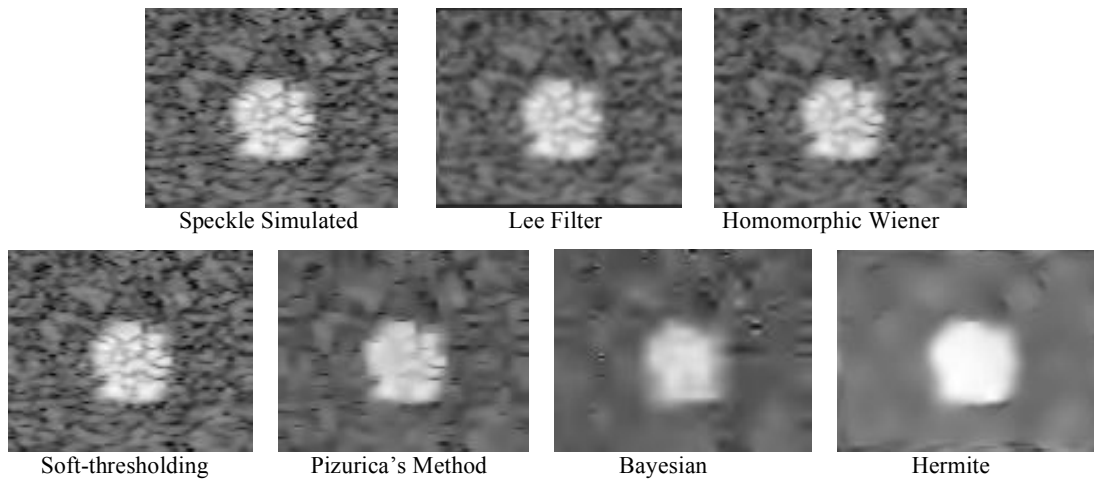 Speckle Simulated
Lee Filter
Homomorphic Wiener
Soft-thresholding
Pizurica's Method
Bayesian
Hermite